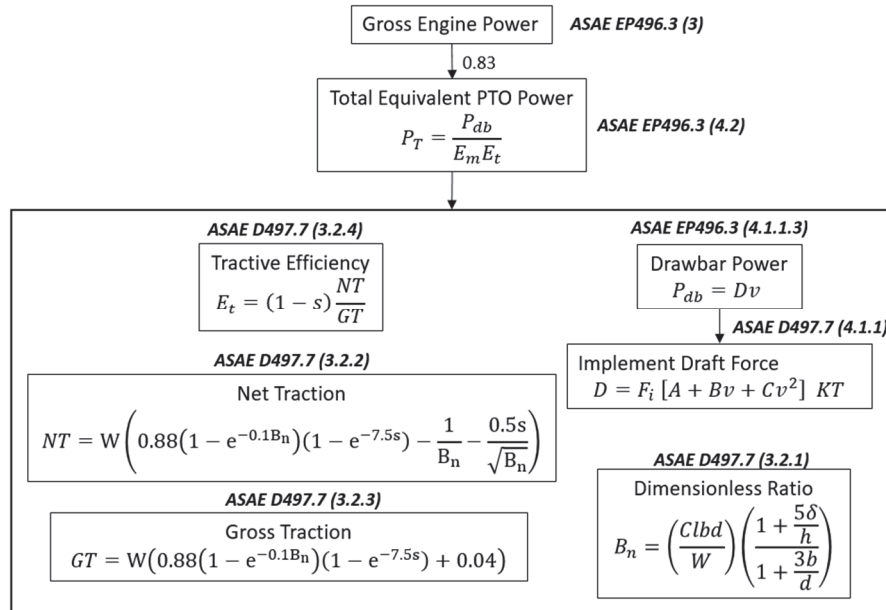 Gross Engine Power
ASAE EP496.3 (3)
0.83
Total Equivalent PTO Power
P_T = P_db / E_m E_t
ASAE EP496.3 (4.2)
ASAE D497.7 (3.2.4)
Tractive Efficiency
E_t = (1 − s) NT / GT
ASAE D497.7 (3.2.2)
Net Traction
NT = W(0.88(1 − e^{−0.1B_n})(1 − e^{−7.5s}) − 1/B_n − 0.5s/√B_n)
ASAE D497.7 (3.2.3)
Gross Traction
GT = W(0.88(1 − e^{−0.1B_n})(1 − e^{−7.5s}) + 0.04)
ASAE EP496.3 (4.1.1.3)
Drawbar Power
P_db = Dv
ASAE D497.7 (4.1.1)
Implement Draft Force
D = F_i [A + Bv + Cv²] KT
ASAE D497.7 (3.2.1)
Dimensionless Ratio
B_n = (Clbd / W)((1 + 5δ/h) / (1 + 3b/d))